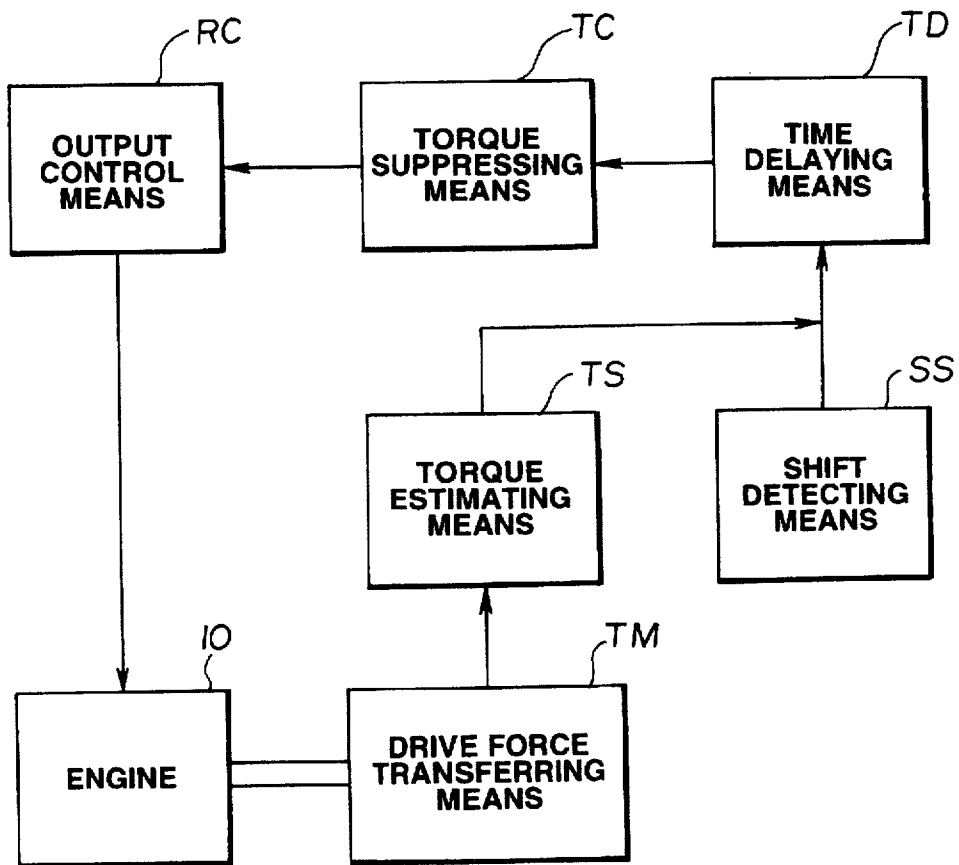 RC
TC
TD
OUTPUT
CONTROL
MEANS
TORQUE
SUPPRESSING
MEANS
TIME
DELAYING
MEANS
TS
SS
TORQUE
ESTIMATING
MEANS
SHIFT
DETECTING
MEANS
10
TM
ENGINE
DRIVE FORCE
TRANSFERRING
MEANS